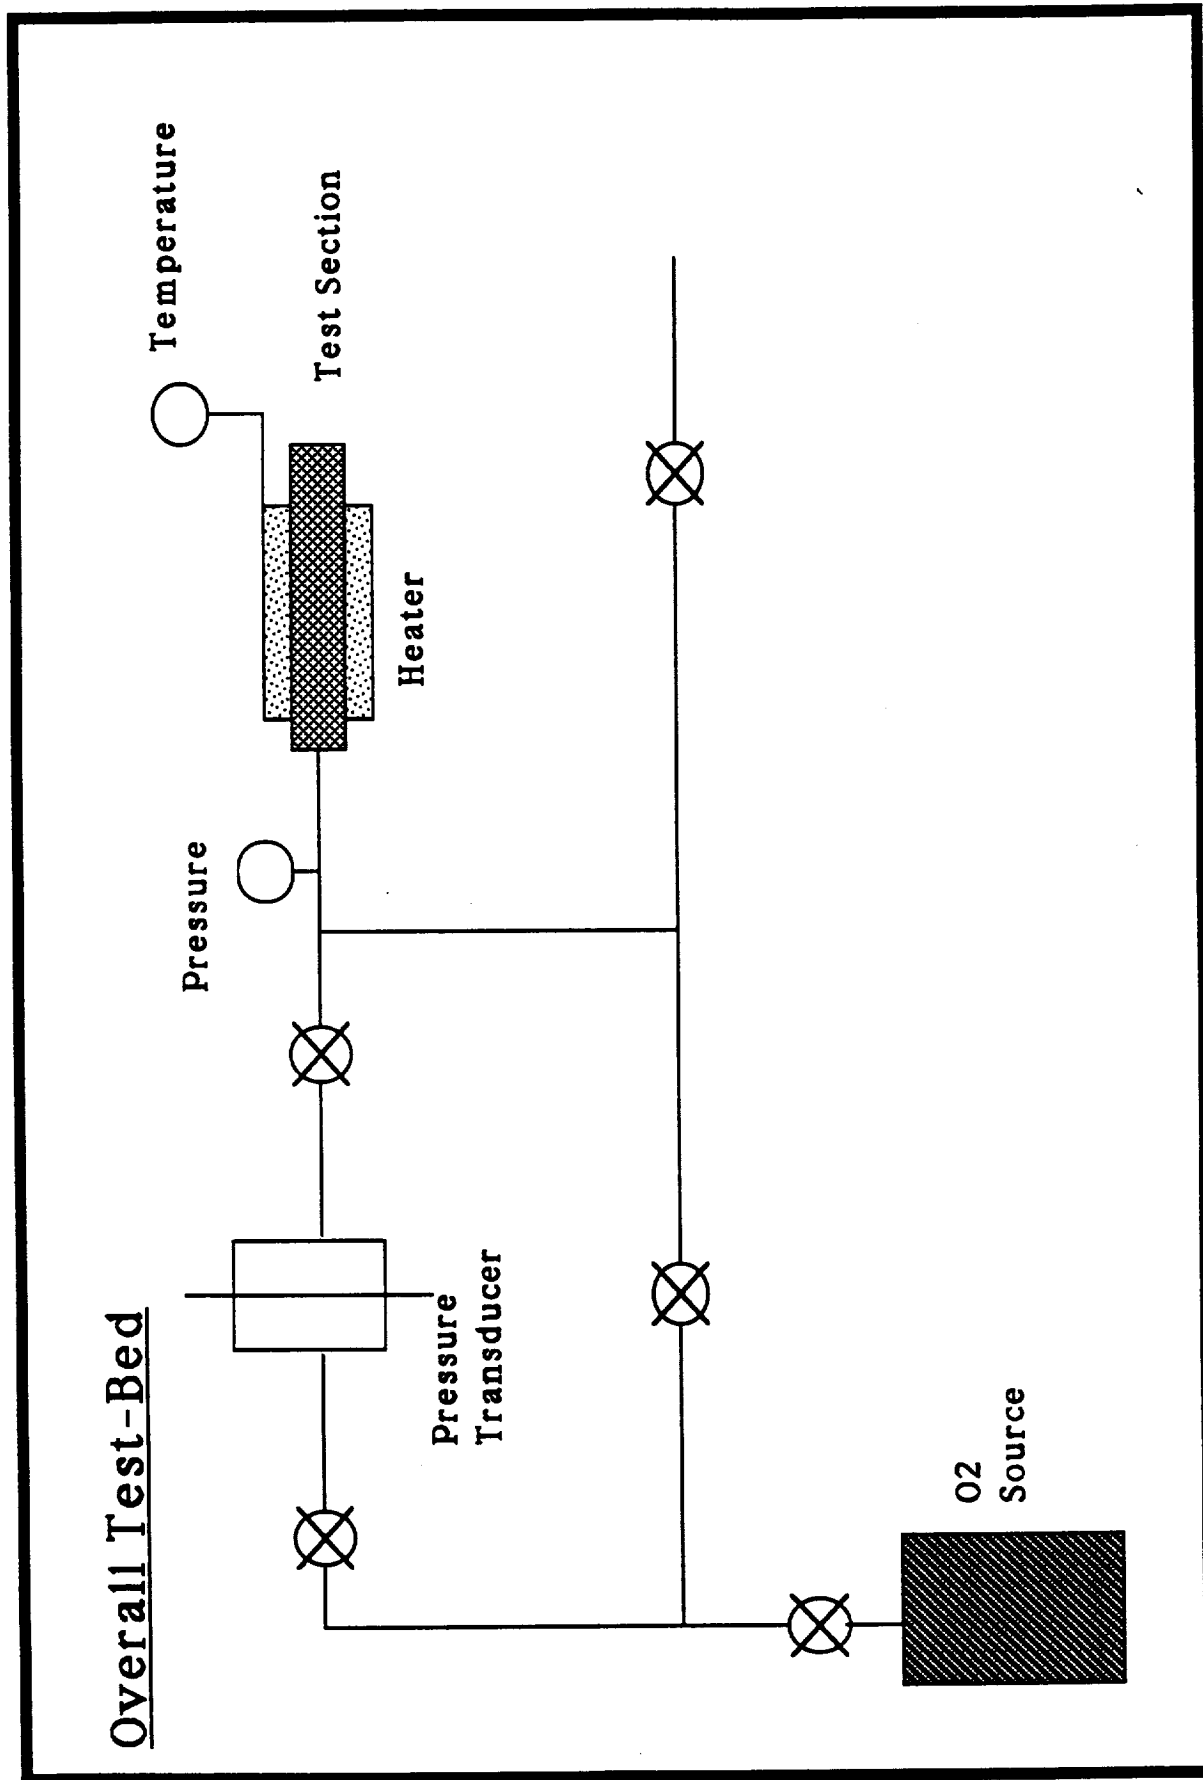 Overall Test-Bed
Temperature
Test Section
Pressure
Heater
Pressure
Transducer
O2
Source